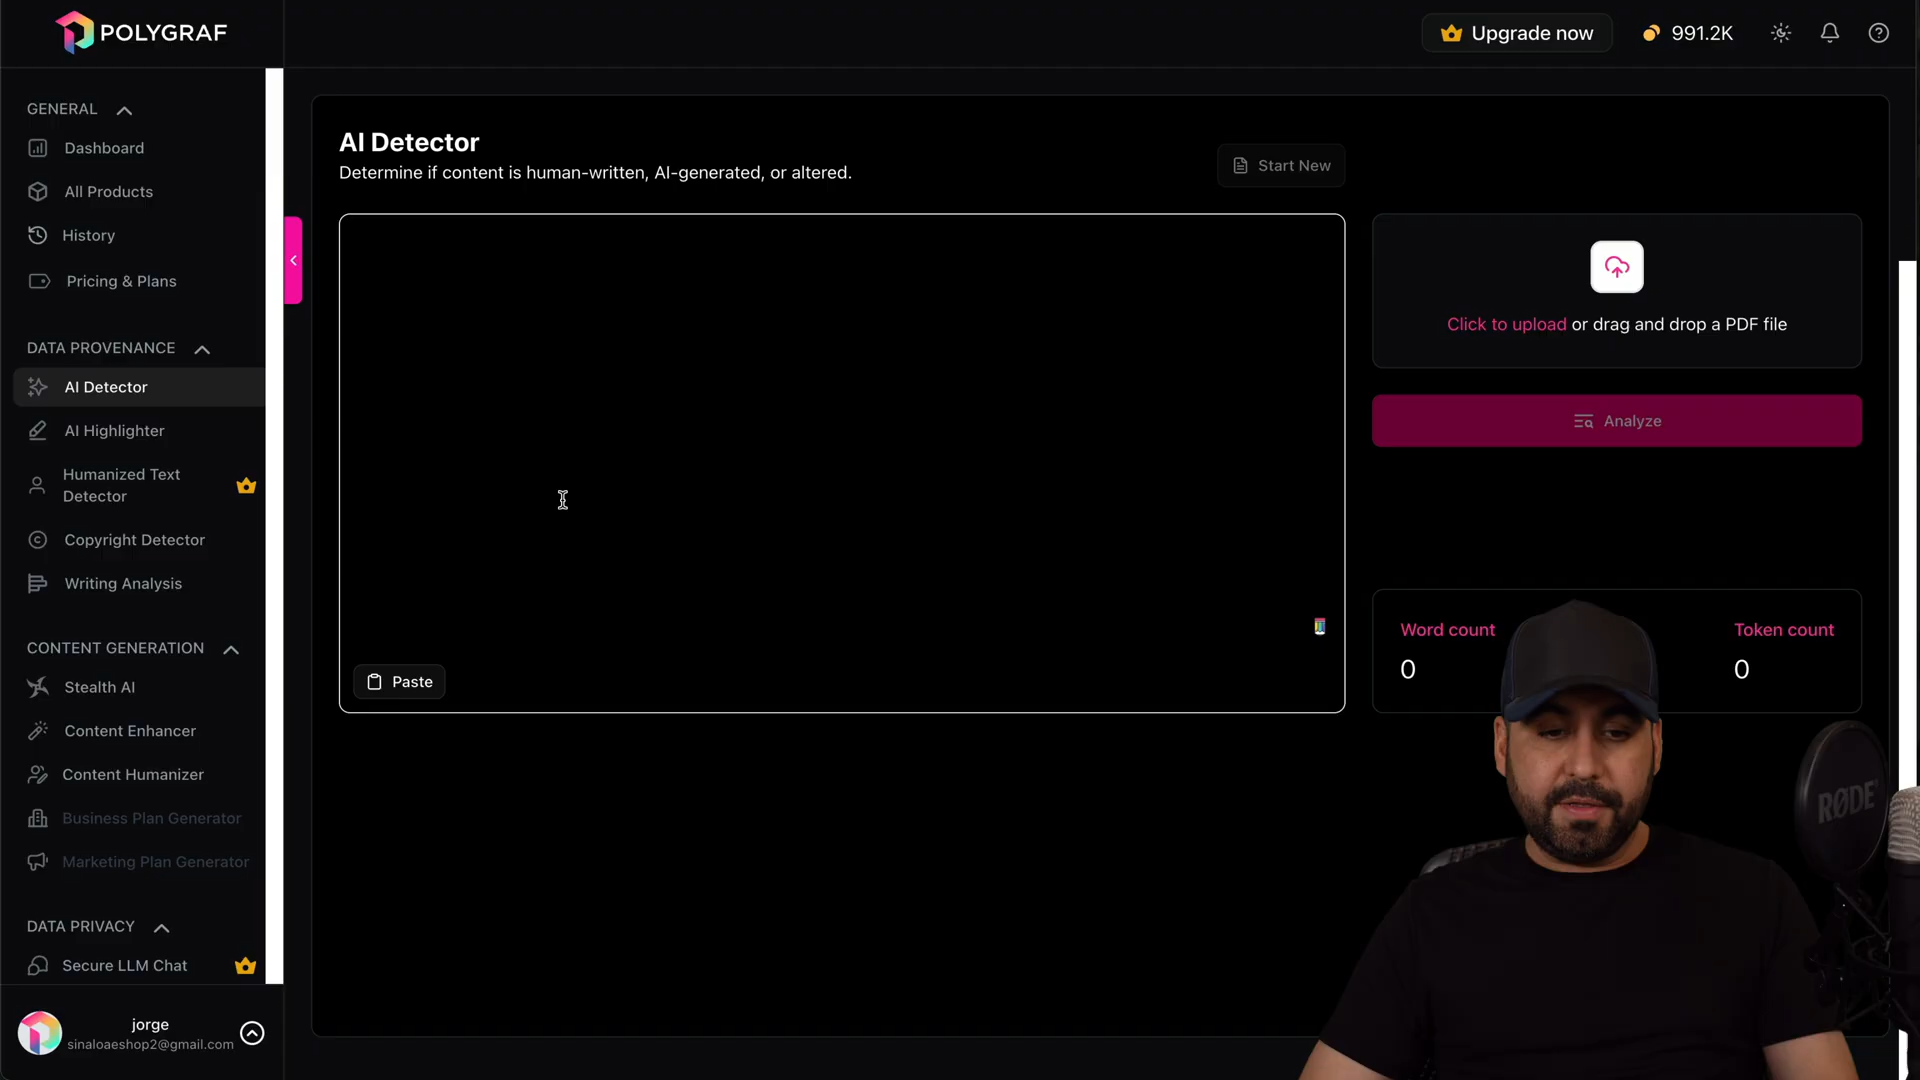 POLYGRAF
Upgrade now
991.2K
GENERAL
Dashboard
All Products
History
Pricing & Plans
DATA PROVENANCE
AI Detector
AI Highlighter
Humanized Text
Detector
Copyright Detector
Writing Analysis
CONTENT GENERATION
Stealth AI
Content Enhancer
Content Humanizer
Business Plan Generator
Marketing Plan Generator
DATA PRIVACY
Secure LLM Chat
jorge
sinaloaeshop2@gmail.com
AI Detector
Determine if content is human-written, AI-generated, or altered.
Start New
Paste
Click to upload or drag and drop a PDF file
Analyze
Word count
0
Token count
0
RØDE